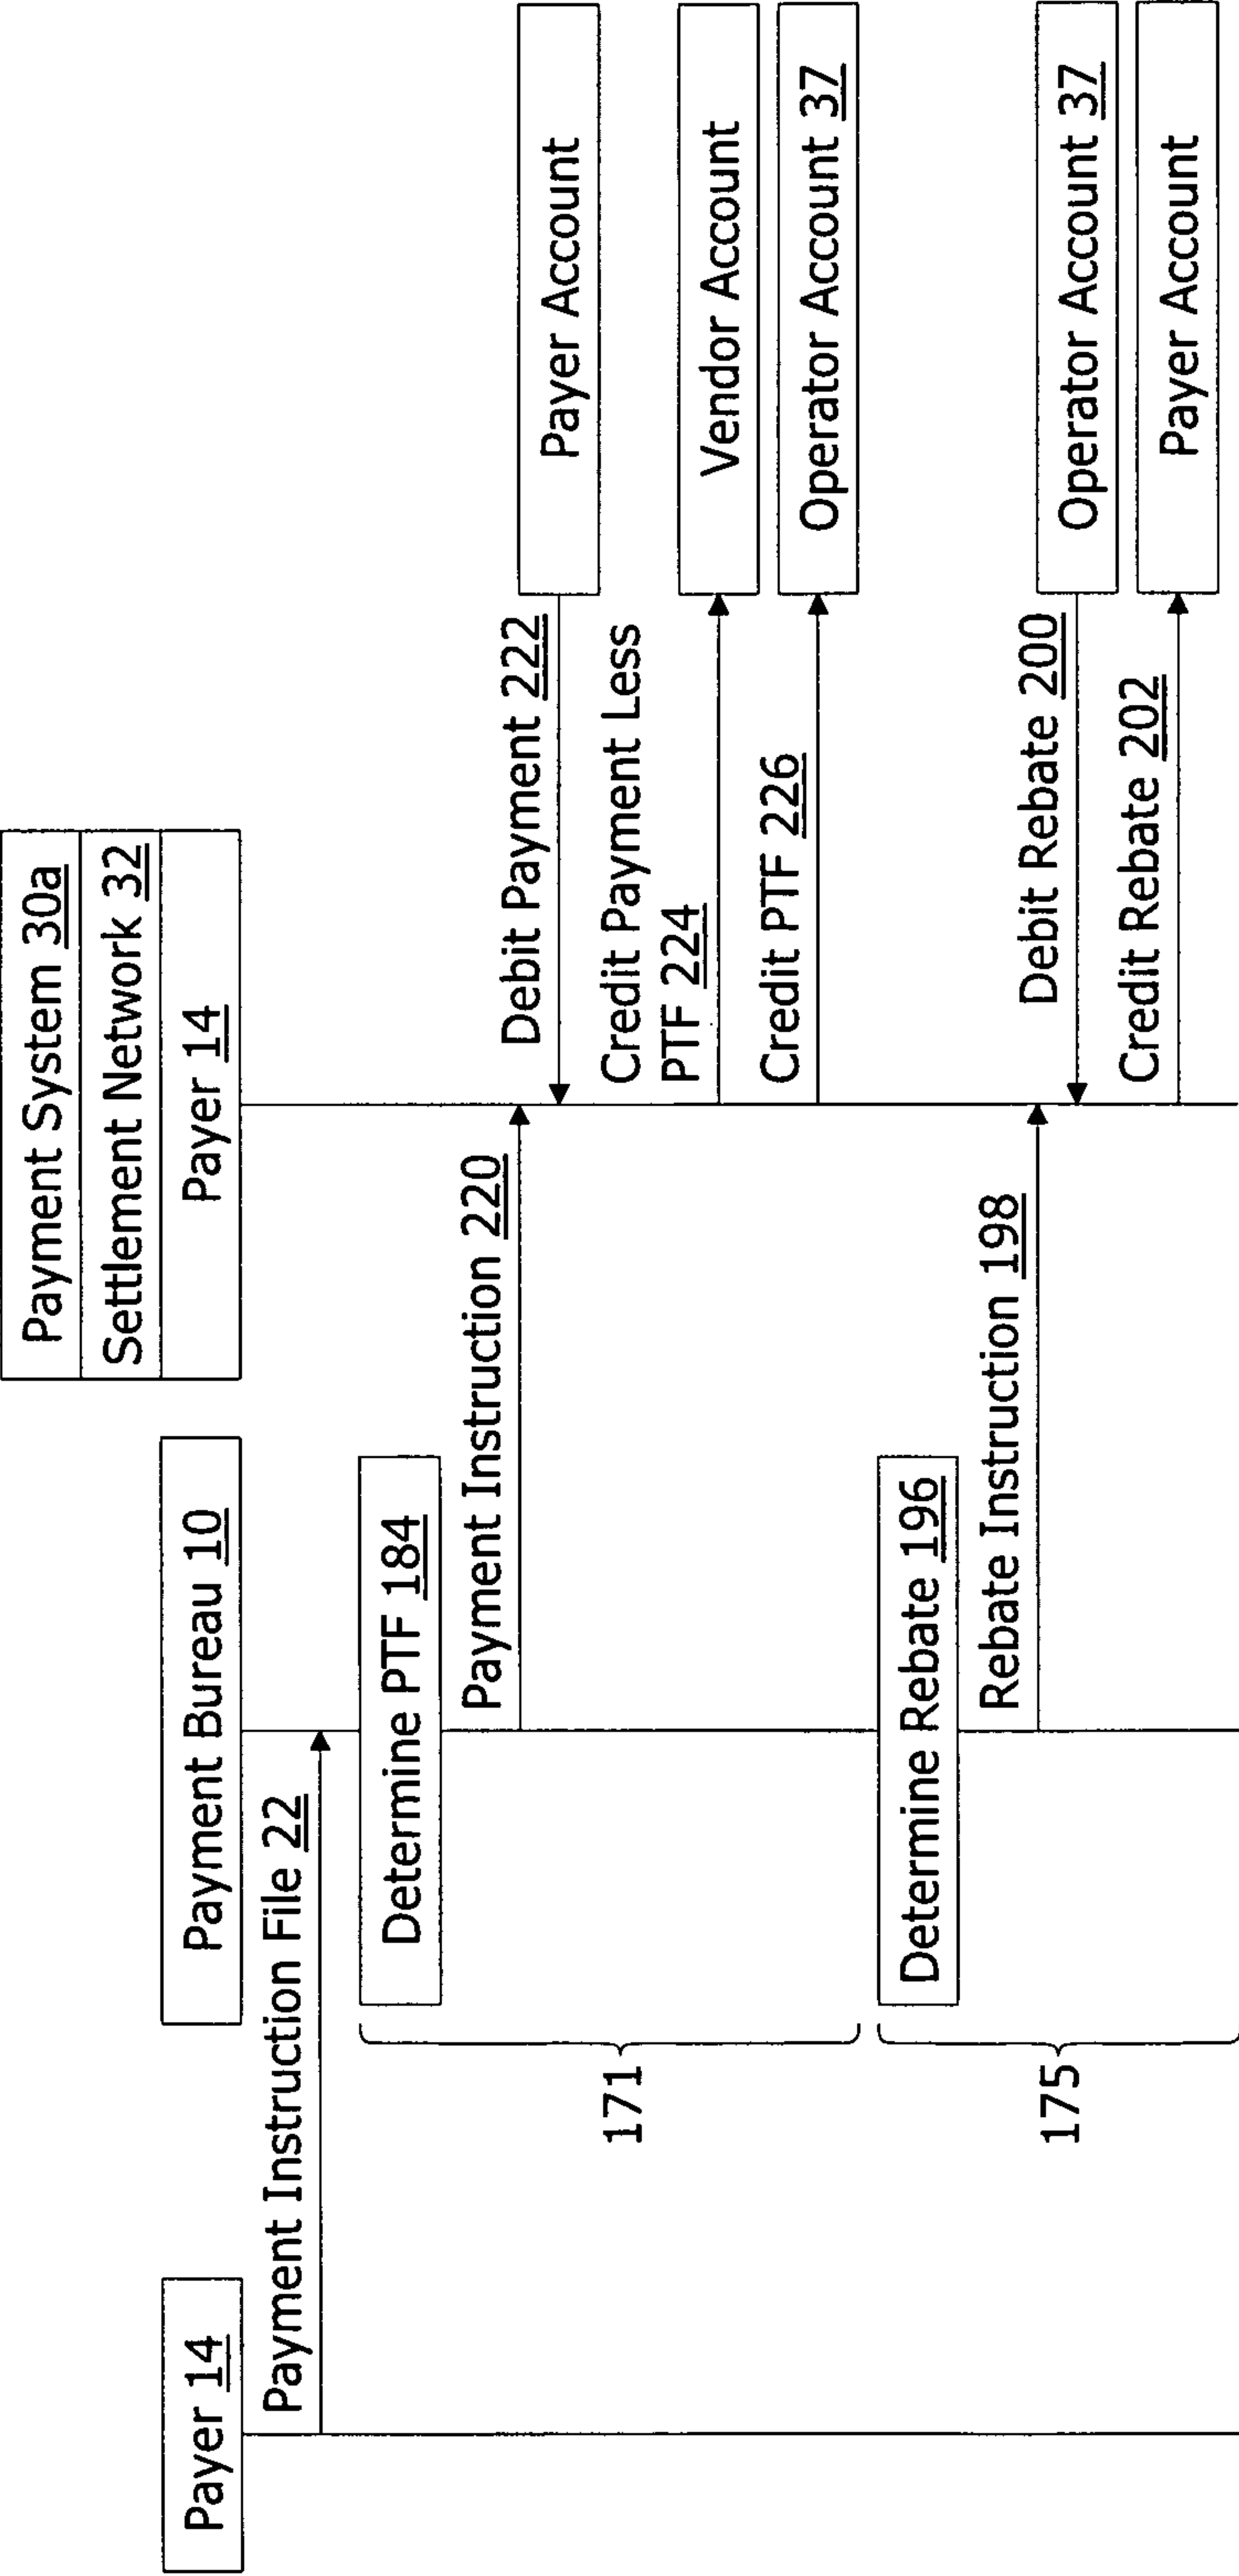 Payment System 30a
Settlement Network 32
Payer 14
Payment Bureau 10
Payer 14
Payment Instruction File 22
Determine PTF 184
Payment Instruction 220
Debit Payment 222
Payer Account
Credit Payment Less
PTF 224
Vendor Account
Credit PTF 226
Operator Account 37
171
Determine Rebate 196
Rebate Instruction 198
Debit Rebate 200
Operator Account 37
Credit Rebate 202
Payer Account
175